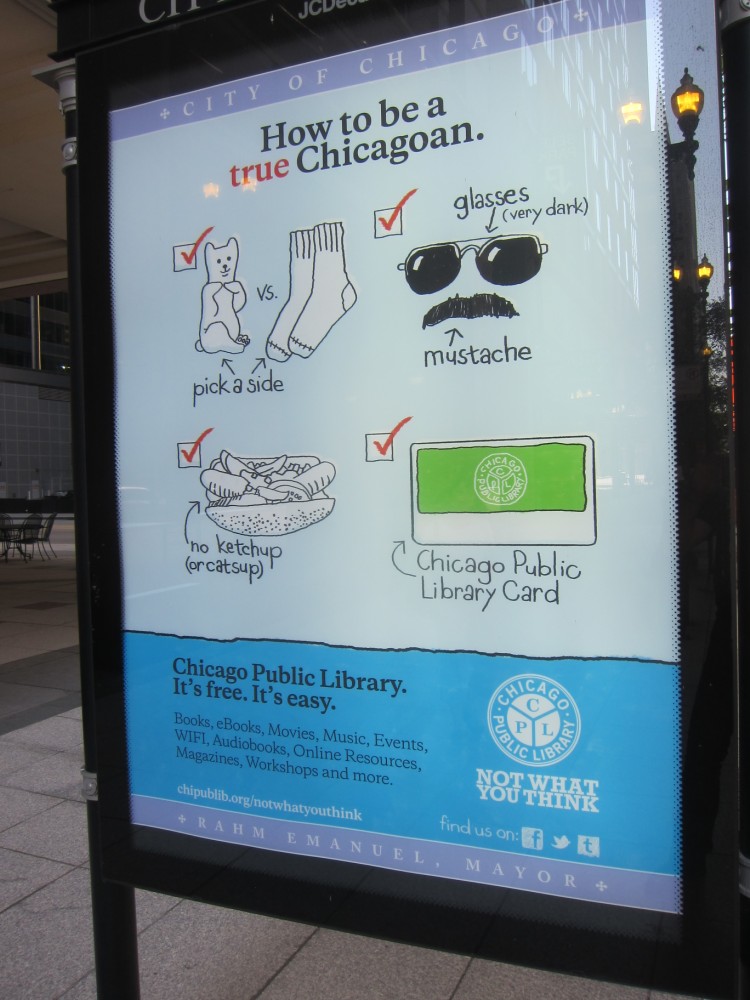 JCDe
CITY OF CHICAGO
How to be a
true Chicagoan.
vs.
pick a side
glasses
(very dark)
mustache
no ketchup
(or catsup)
CHICAGO PUBLIC LIBRARY
C P L
Chicago Public
Library Card
Chicago Public Library.
It's free. It's easy.
Books, eBooks, Movies, Music, Events,
WIFI, Audiobooks, Online Resources,
Magazines, Workshops and more.
chipublib.org/notwhatyouthink
CHICAGO PUBLIC LIBRARY
C P L
NOT WHAT
YOU THINK
find us on: f t
RAHM EMANUEL, MAYOR